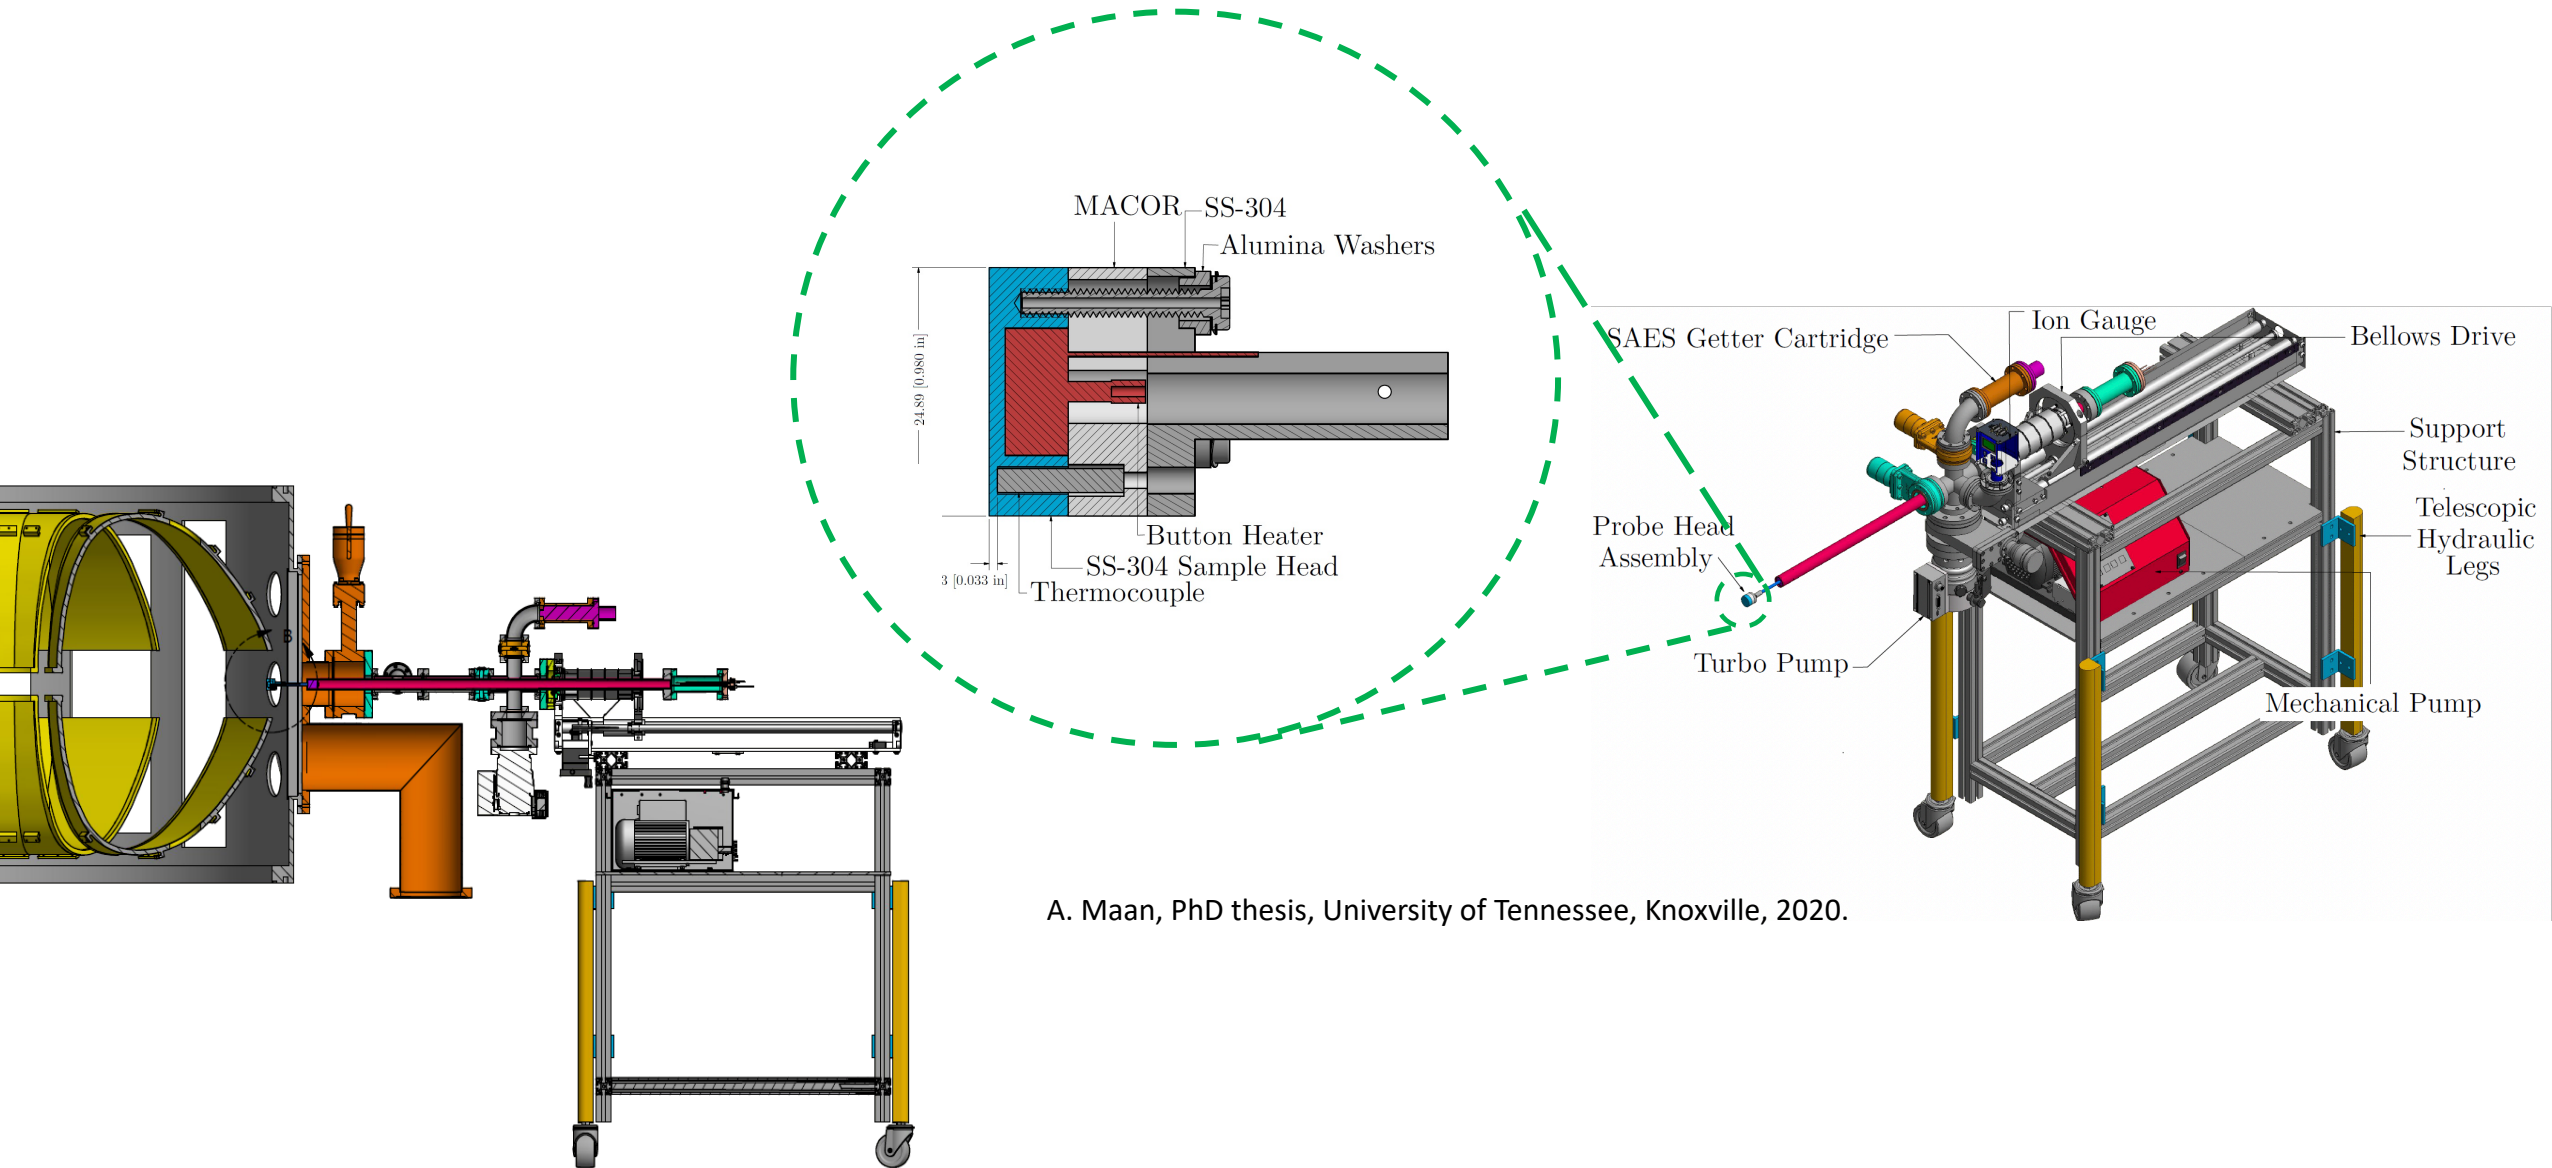 MACOR
SS-304
Alumina Washers
24.89 [0.980 in]
Button Heater
SS-304 Sample Head
3 [0.033 in]
Thermocouple
SAES Getter Cartridge
Ion Gauge
Bellows Drive
Support
Structure
Telescopic
Hydraulic
Legs
Probe Head
Assembly
Turbo Pump
Mechanical Pump
B
A. Maan, PhD thesis, University of Tennessee, Knoxville, 2020.